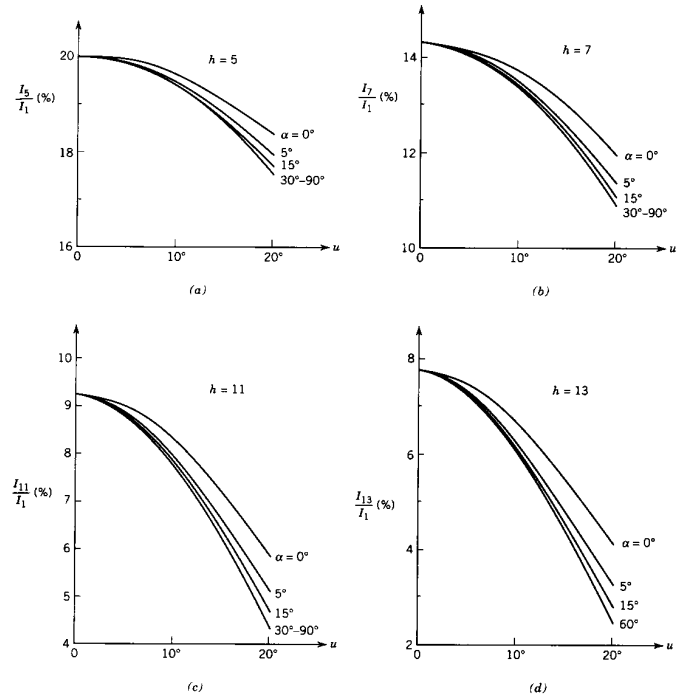 20
h = 5
I5/I1 (%)
α = 0°
18
5°
15°
30°–90°
16
0
10°
20°
u
(a)
14
h = 7
I7/I1 (%)
12
α = 0°
5°
15°
30°–90°
10
0
10°
20°
u
(b)
10
h = 11
9
8
I11/I1 (%)
7
6
α = 0°
5
5°
15°
30°–90°
4
0
10°
20°
u
(c)
8
h = 13
6
I13/I1 (%)
4
α = 0°
5°
15°
60°
2
0
10°
20°
u
(d)